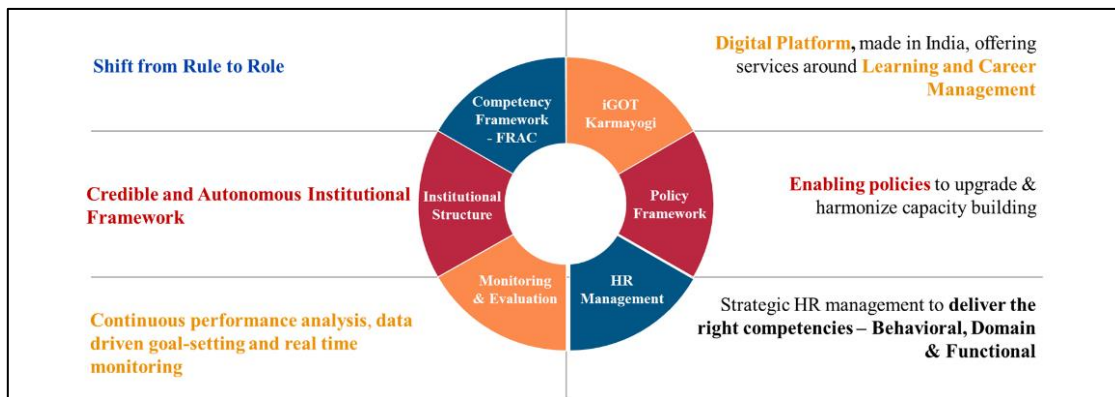 Shift from Rule to Role
Credible and Autonomous Institutional
Framework
Continuous performance analysis, data
driven goal-setting and real time
monitoring
Competency
Framework
- FRAC
iGOT
Karmayogi
Institutional
Structure
Policy
Framework
Monitoring
& Evaluation
HR
Management
Digital Platform, made in India, offering
services around Learning and Career
Management
Enabling policies to upgrade &
harmonize capacity building
Strategic HR management to deliver the
right competencies – Behavioral, Domain
& Functional